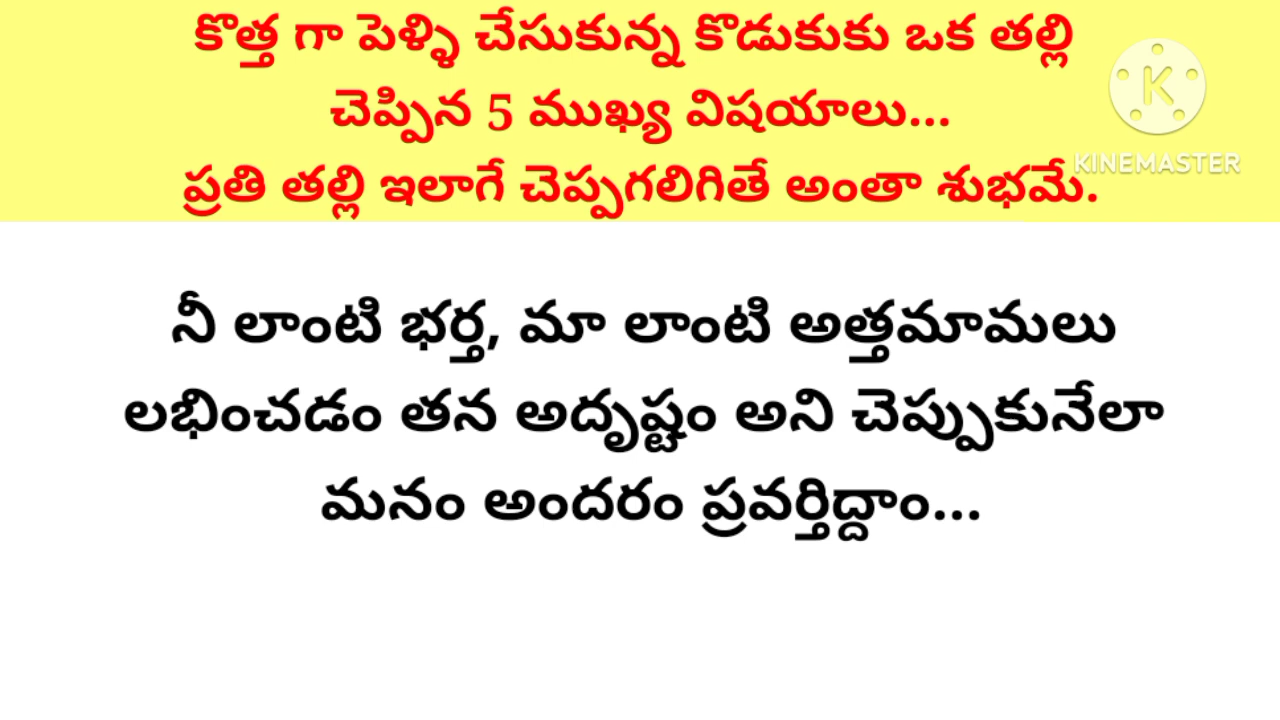 కొత్త గా పెళ్ళి చేసుకున్న కొడుకుకు ఒక తల్లి
చెప్పిన 5 ముఖ్య విషయాలు...
ప్రతి తల్లి ఇలాగే చెప్పగలిగితే అంతా శుభమే.
K
KINEMASTER
నీ లాంటి భర్త, మా లాంటి అత్తమామలు
లభించడం తన అదృష్టం అని చెప్పుకునేలా
మనం అందరం ప్రవర్తిద్దాం...